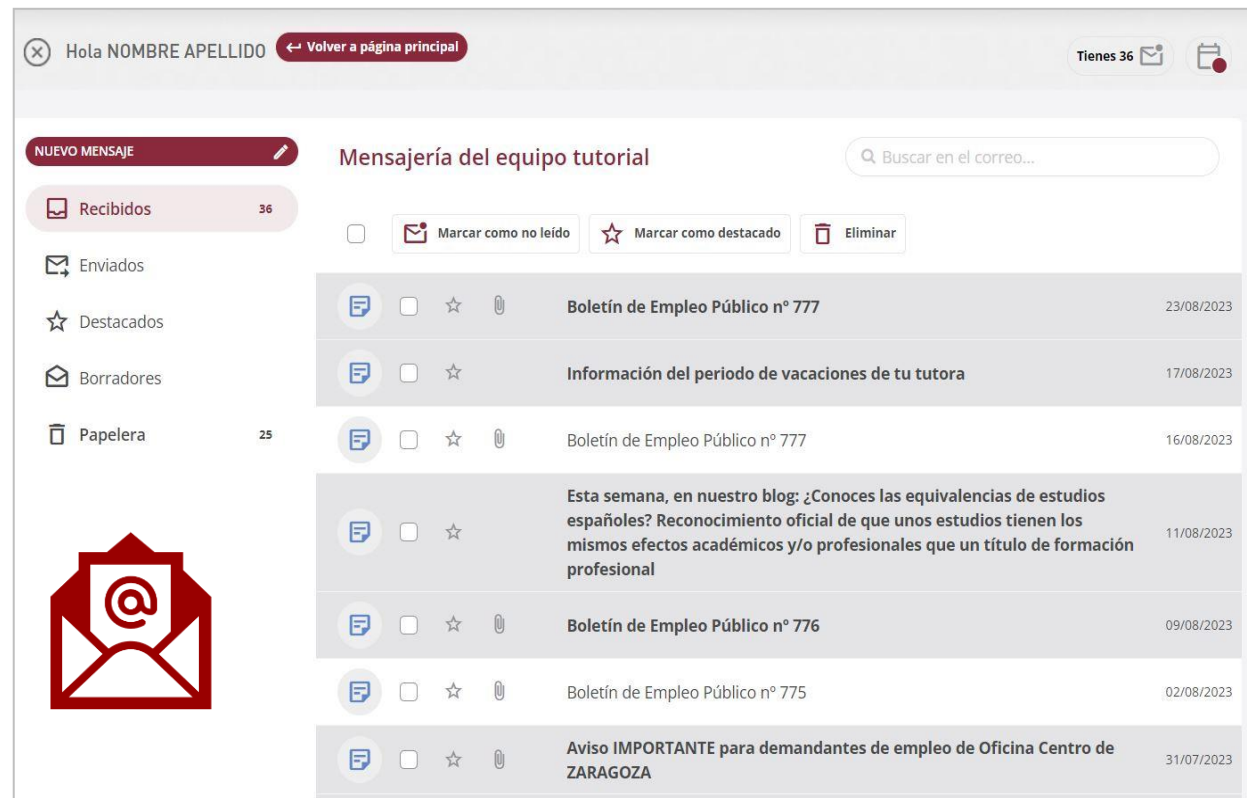 Hola NOMBRE APELLIDO
Volver a página principal
Tienes 36
NUEVO MENSAJE
Recibidos 36
Enviados
Destacados
Borradores
Papelera 25
@
Mensajería del equipo tutorial
Buscar en el correo...
Marcar como no leído
Marcar como destacado
Eliminar
Boletín de Empleo Público nº 777 23/08/2023
Información del periodo de vacaciones de tu tutora 17/08/2023
Boletín de Empleo Público nº 777 16/08/2023
Esta semana, en nuestro blog: ¿Conoces las equivalencias de estudios
españoles? Reconocimiento oficial de que unos estudios tienen los
mismos efectos académicos y/o profesionales que un título de formación
profesional
11/08/2023
Boletín de Empleo Público nº 776 09/08/2023
Boletín de Empleo Público nº 775 02/08/2023
Aviso IMPORTANTE para demandantes de empleo de Oficina Centro de
ZARAGOZA
31/07/2023